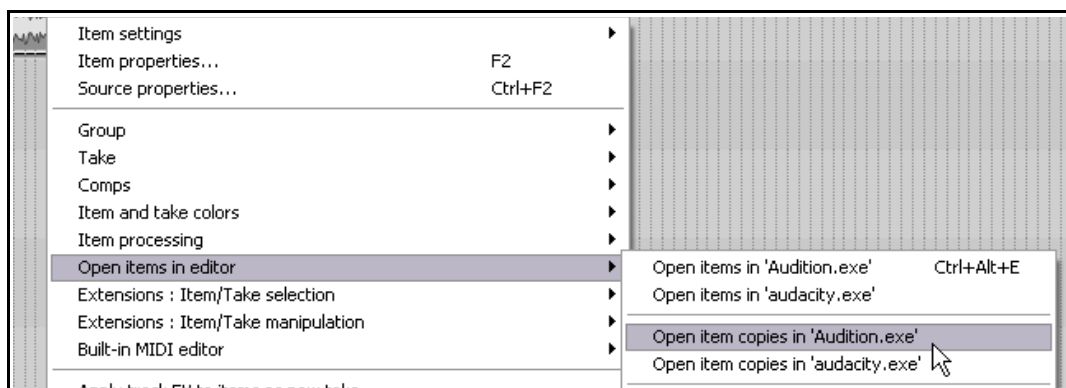 Item settings
Item properties... F2
Source properties... Ctrl+F2
Group
Take
Comps
Item and take colors
Item processing
Open items in editor
Extensions : Item/Take selection
Extensions : Item/Take manipulation
Built-in MIDI editor
Open items in 'Audition.exe' Ctrl+Alt+E
Open items in 'audacity.exe'
Open item copies in 'Audition.exe'
Open item copies in 'audacity.exe'